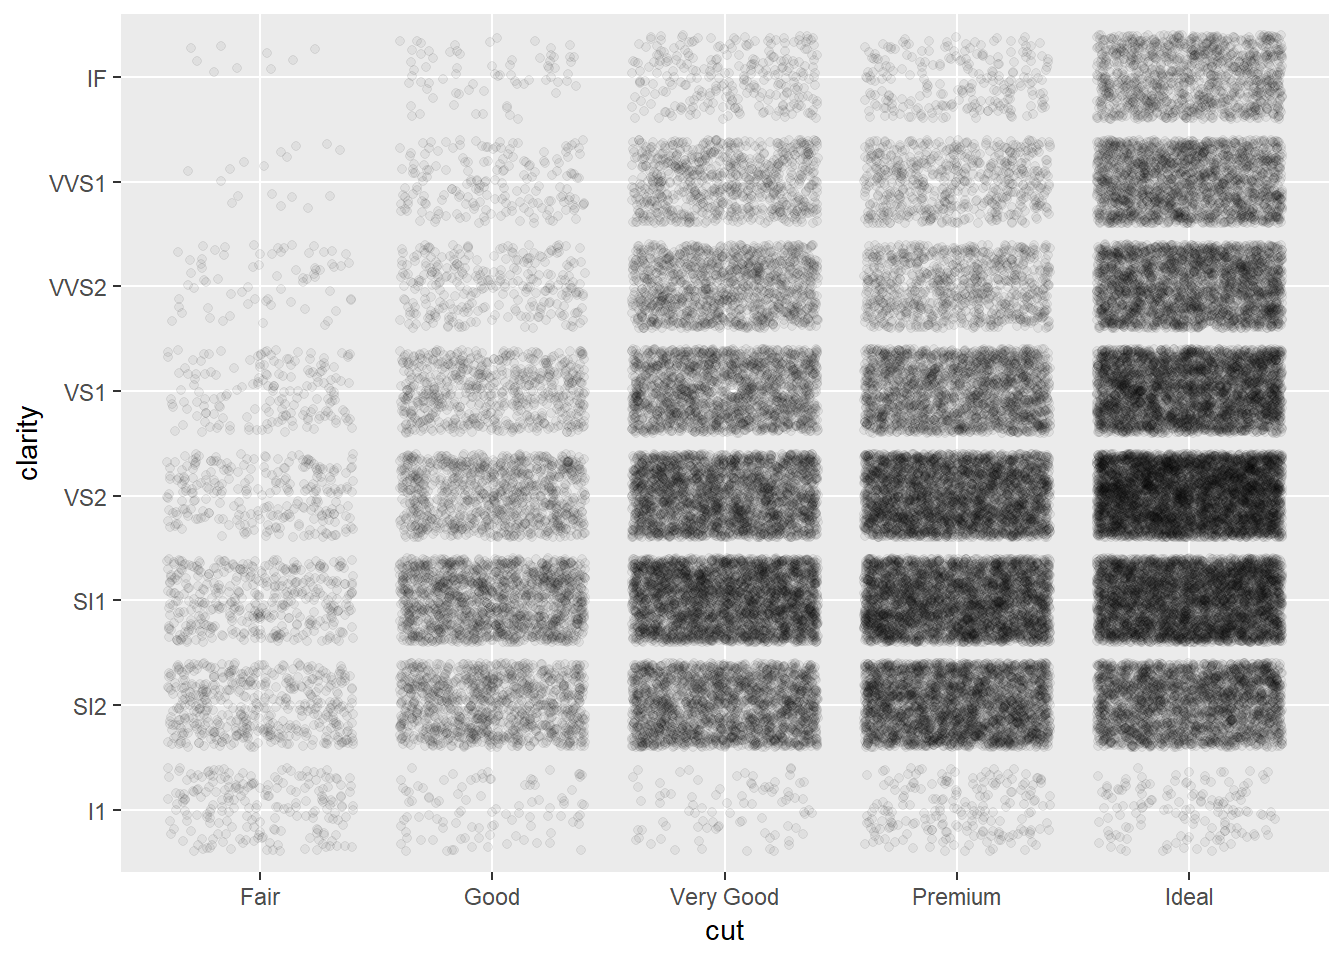 IF
VVS1
VVS2
VS1
VS2
SI1
SI2
I1
clarity
Fair Good Very Good Premium Ideal
cut